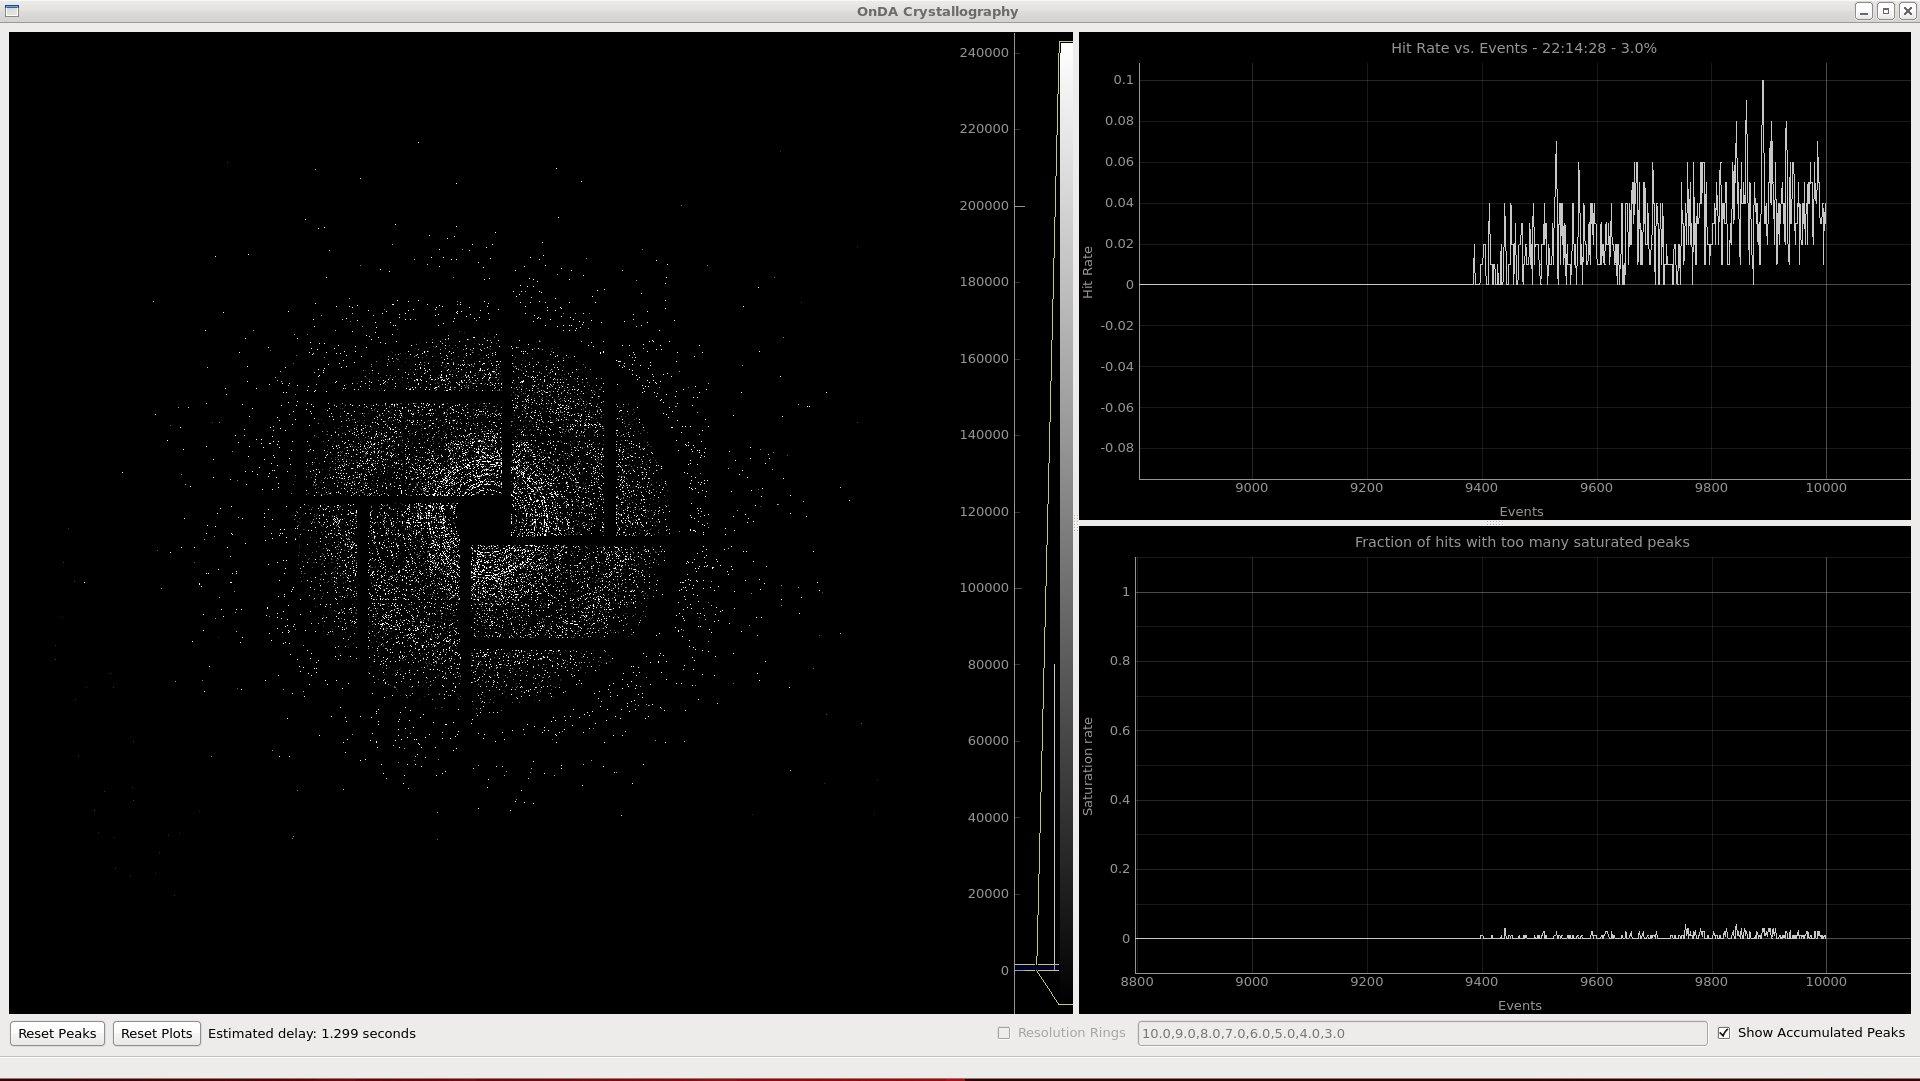 OnDA Crystallography
240000
220000
200000
180000
160000
140000
120000
100000
80000
60000
40000
20000
0
Hit Rate vs. Events - 22:14:28 - 3.0%
0.1
0.08
0.06
0.04
0.02
0
-0.02
-0.04
-0.06
-0.08
Hit Rate
9000 9200 9400 9600 9800 10000
Events
Fraction of hits with too many saturated peaks
1
0.8
0.6
0.4
0.2
0
Saturation rate
8800 9000 9200 9400 9600 9800 10000
Events
Reset Peaks Reset Plots Estimated delay: 1.299 seconds Resolution Rings 10.0,9.0,8.0,7.0,6.0,5.0,4.0,3.0 Show Accumulated Peaks